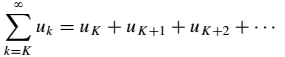 ∞
∑ u_k = u_K + u_{K+1} + u_{K+2} + ···
k=K